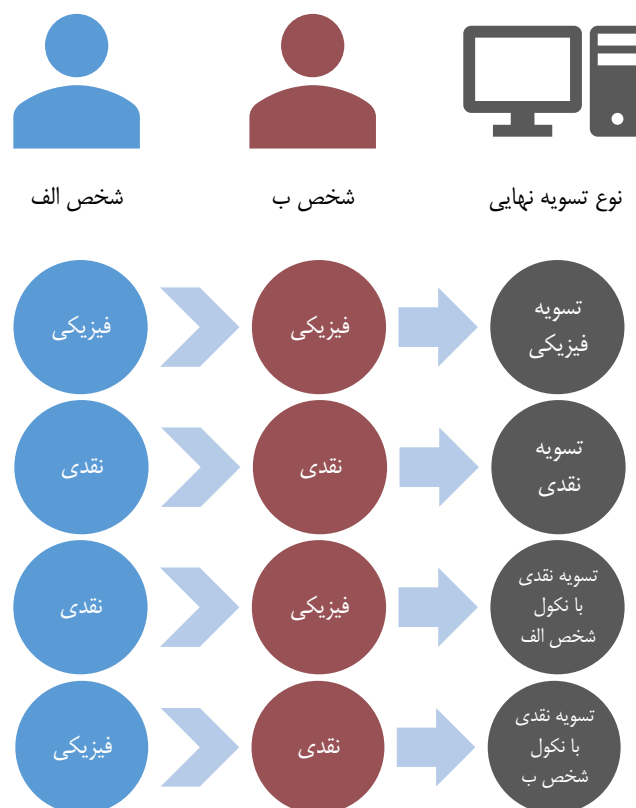 شخص الف
شخص ب
نوع تسویه نهایی
فیزیکی
فیزیکی
تسویه
فیزیکی
نقدی
نقدی
تسویه
نقدی
نقدی
فیزیکی
تسویه نقدی
با نکول
شخص الف
فیزیکی
نقدی
تسویه نقدی
با نکول
شخص ب